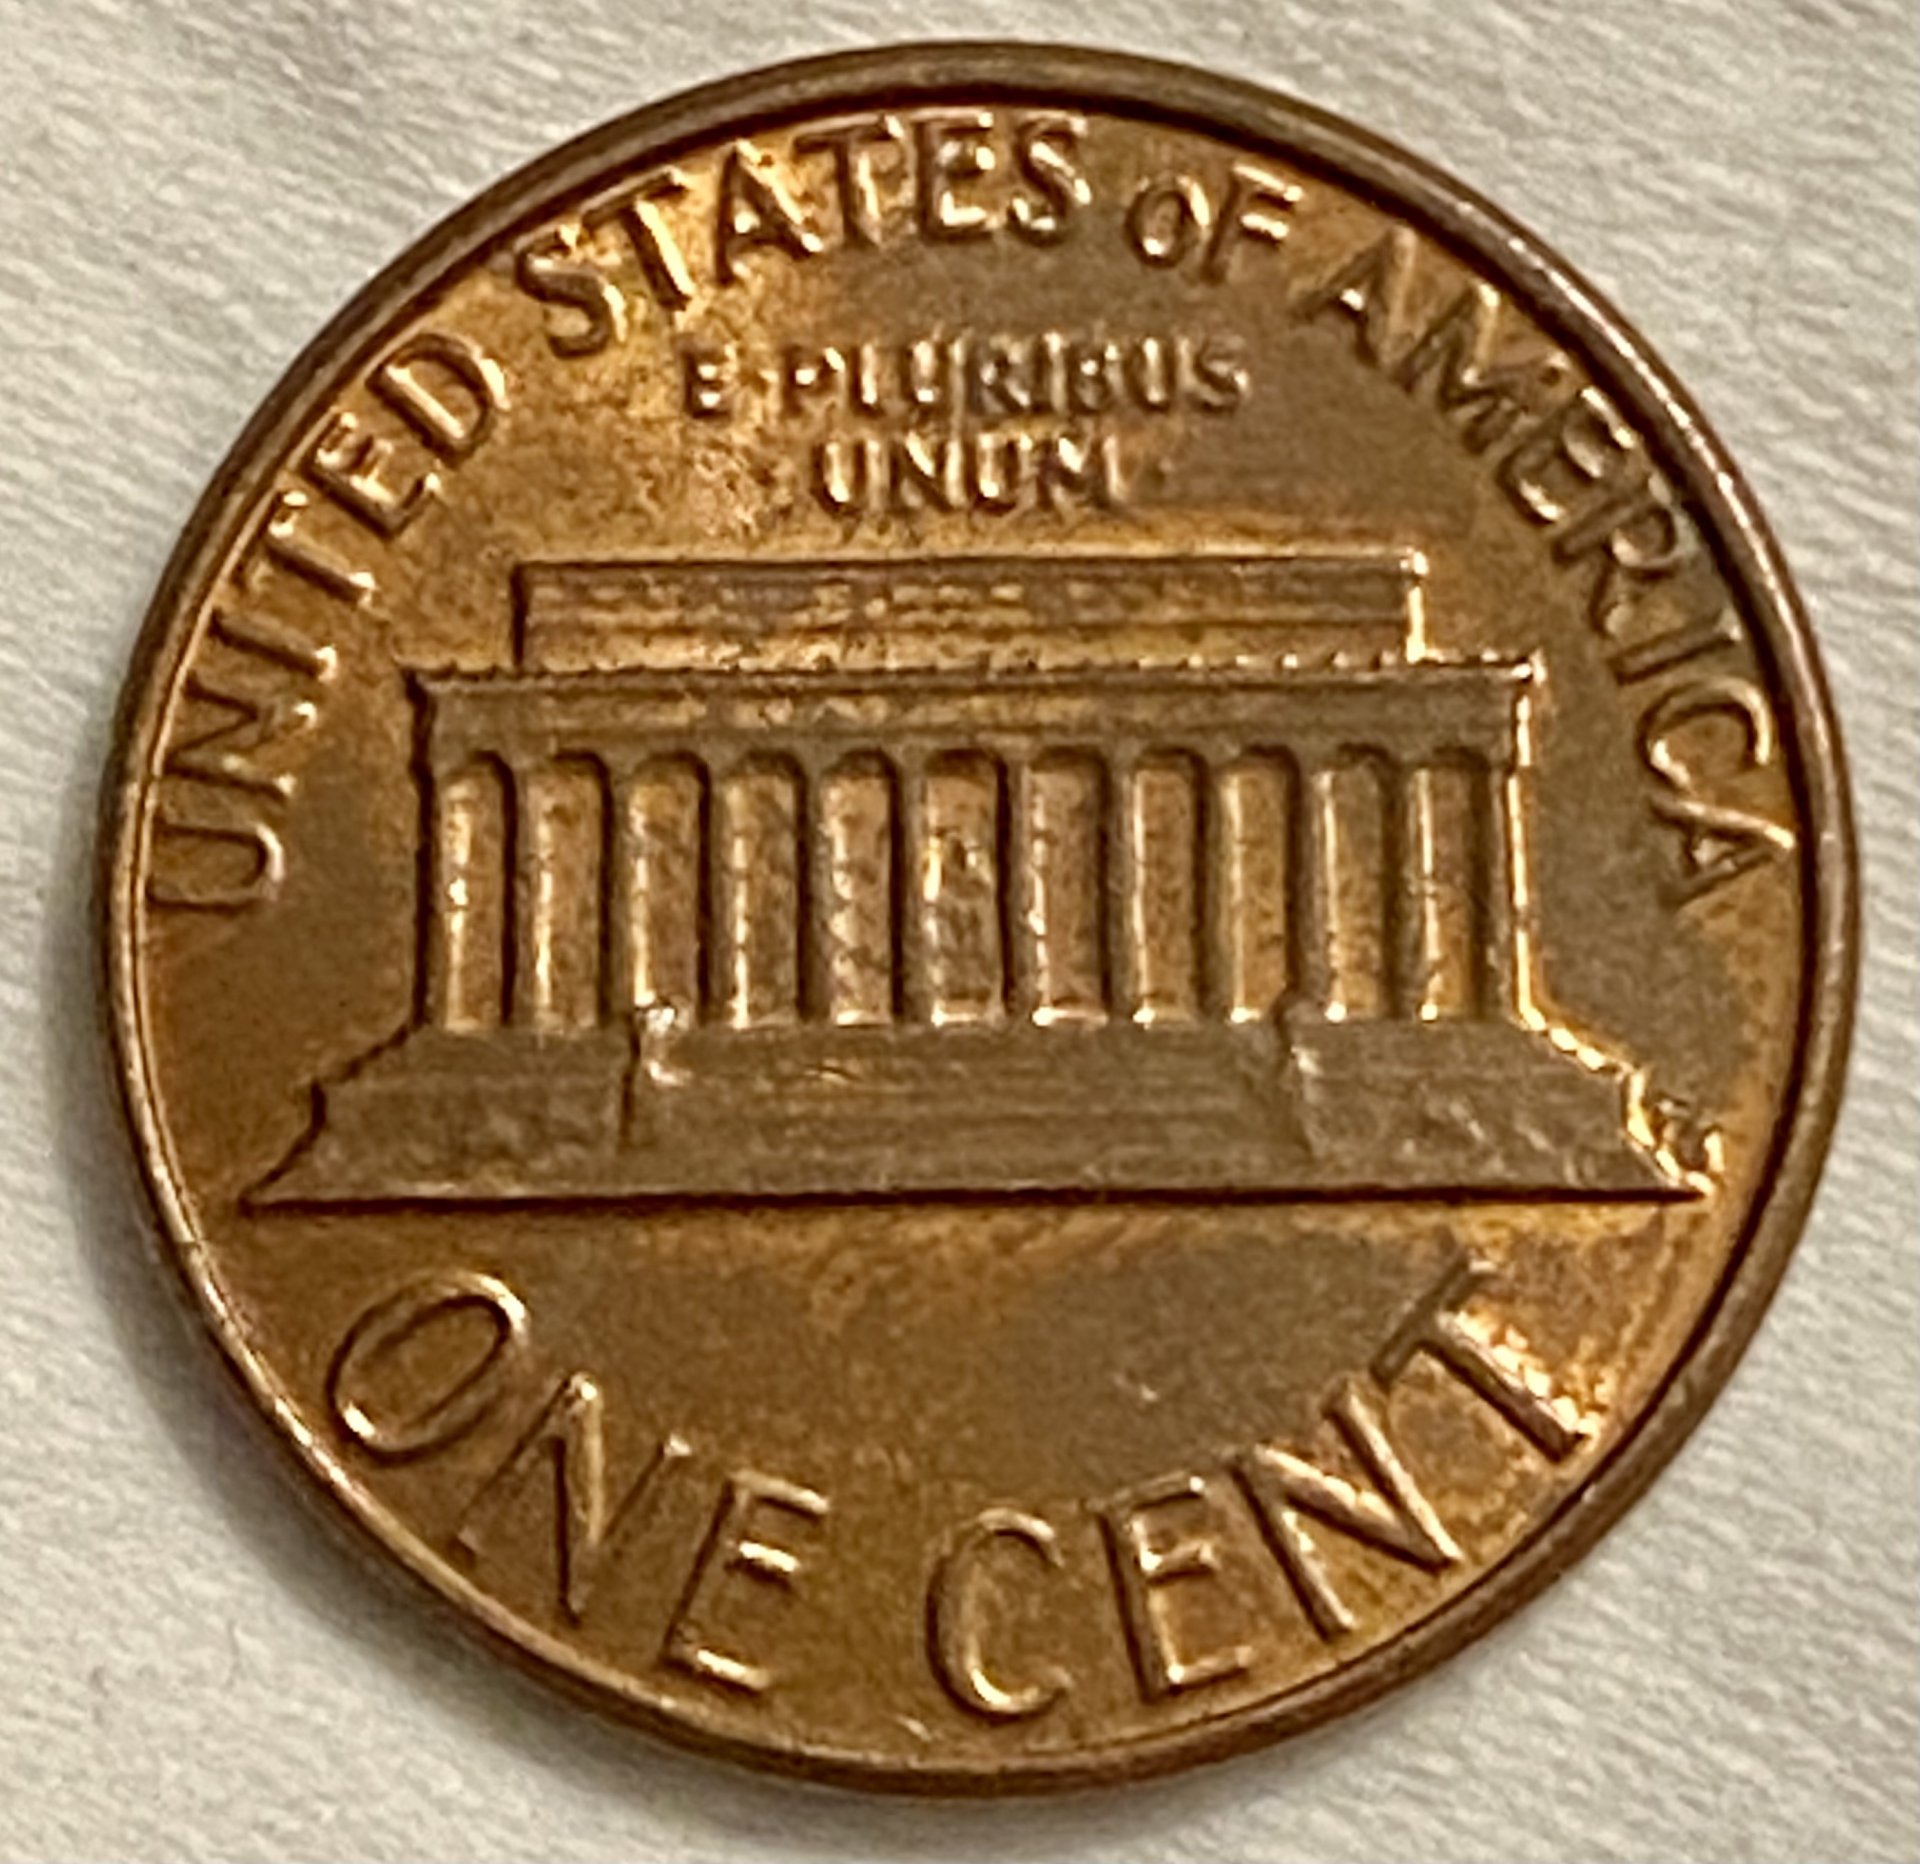 UNITED STATES OF AMERICA
E PLURIBUS
UNUM
ONE CENT